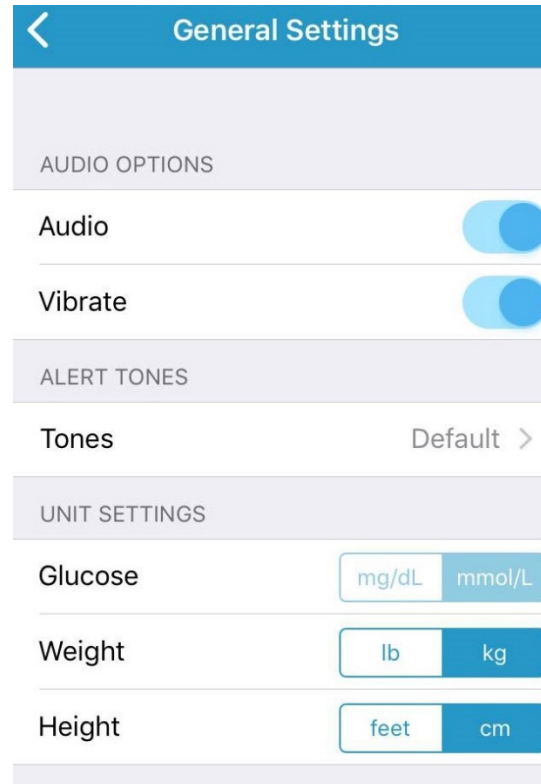 General Settings
AUDIO OPTIONS
Audio
Vibrate
ALERT TONES
Tones Default >
UNIT SETTINGS
Glucose mg/dL mmol/L
Weight lb kg
Height feet cm